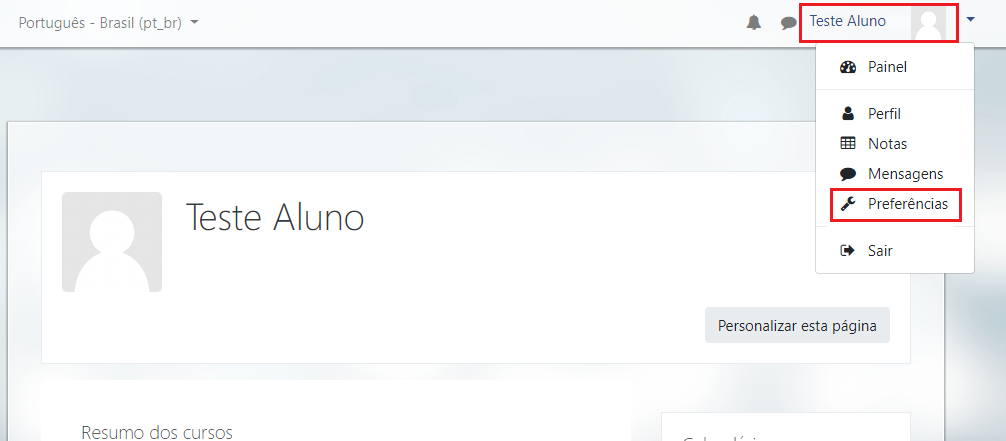 Português - Brasil (pt_br)
Teste Aluno
Painel
Perfil
Notas
Mensagens
Preferências
Sair
Teste Aluno
Personalizar esta página
Resumo dos cursos